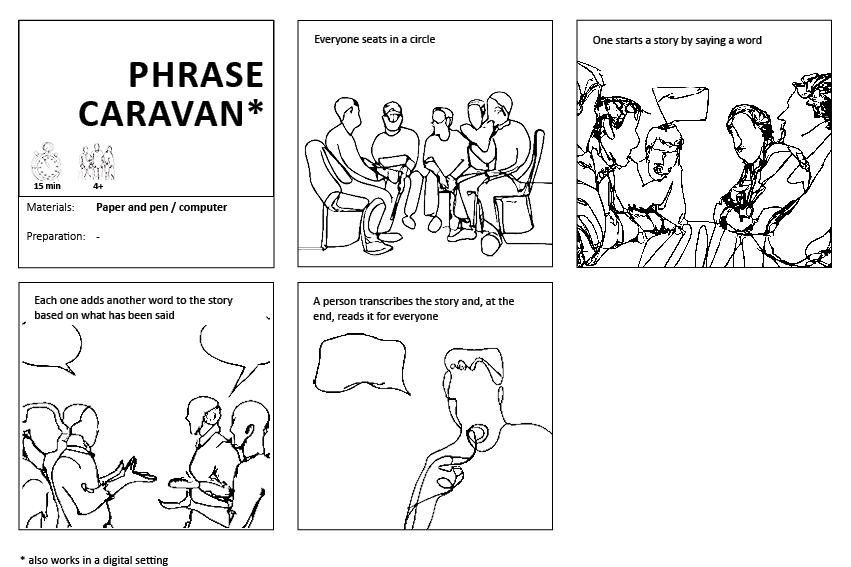 PHRASE
CARAVAN*
15 min
4+
Materials: Paper and pen / computer
Preparation: -
Everyone seats in a circle
One starts a story by saying a word
Each one adds another word to the story
based on what has been said
A person transcribes the story and, at the
end, reads it for everyone
* also works in a digital setting